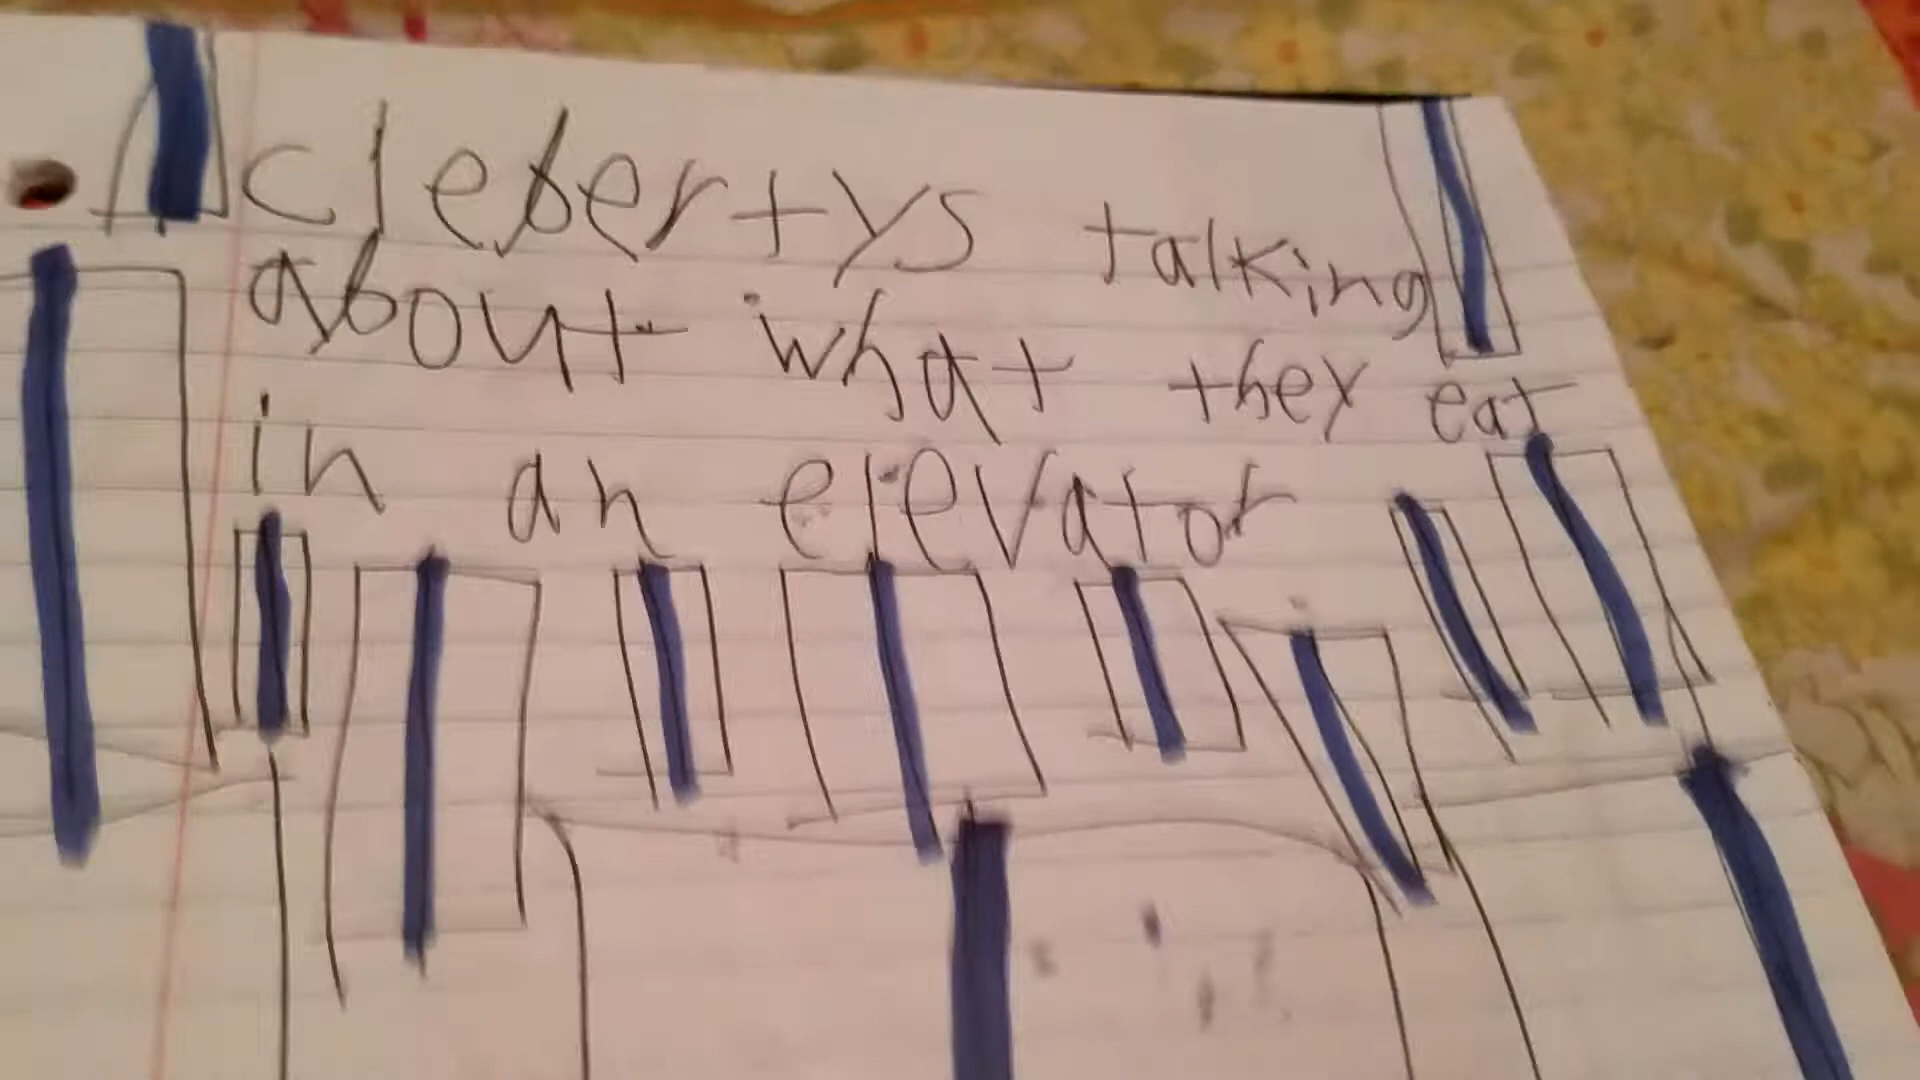 clebertys talking
about what they eat
in an elevator